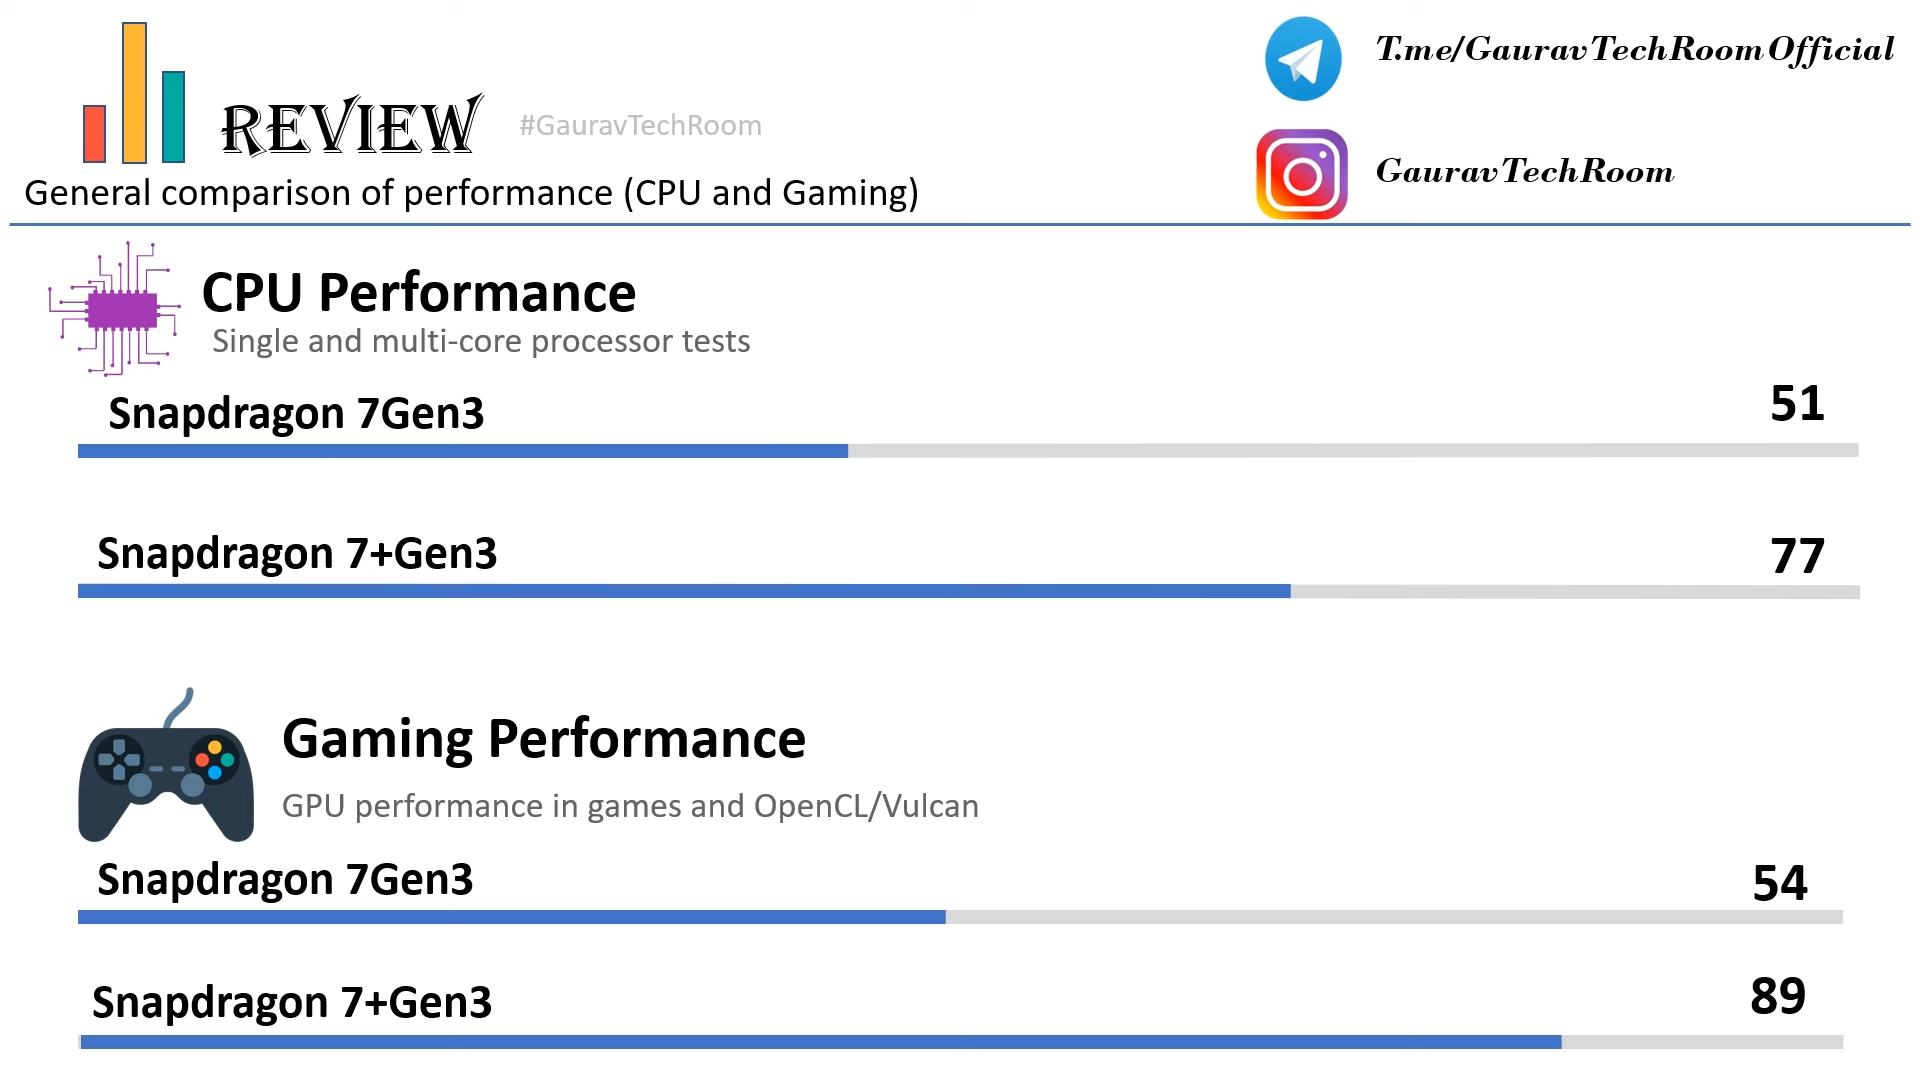 REVIEW
#GauravTechRoom
General comparison of performance (CPU and Gaming)
T.me/GauravTechRoomOfficial
GauravTechRoom
CPU Performance
Single and multi-core processor tests
Snapdragon 7Gen3
51
Snapdragon 7+Gen3
77
Gaming Performance
GPU performance in games and OpenCL/Vulcan
Snapdragon 7Gen3
54
Snapdragon 7+Gen3
89